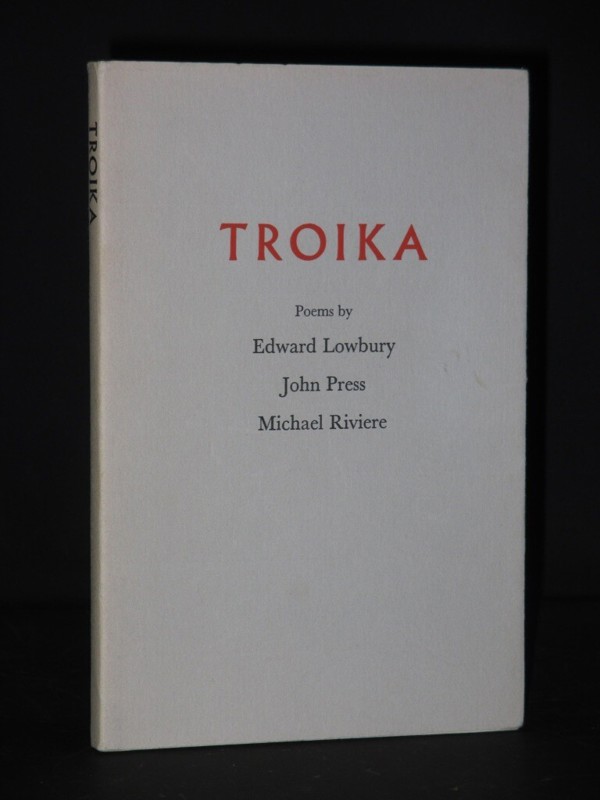 TROIKA
TROIKA
Poems by
Edward Lowbury
John Press
Michael Riviere